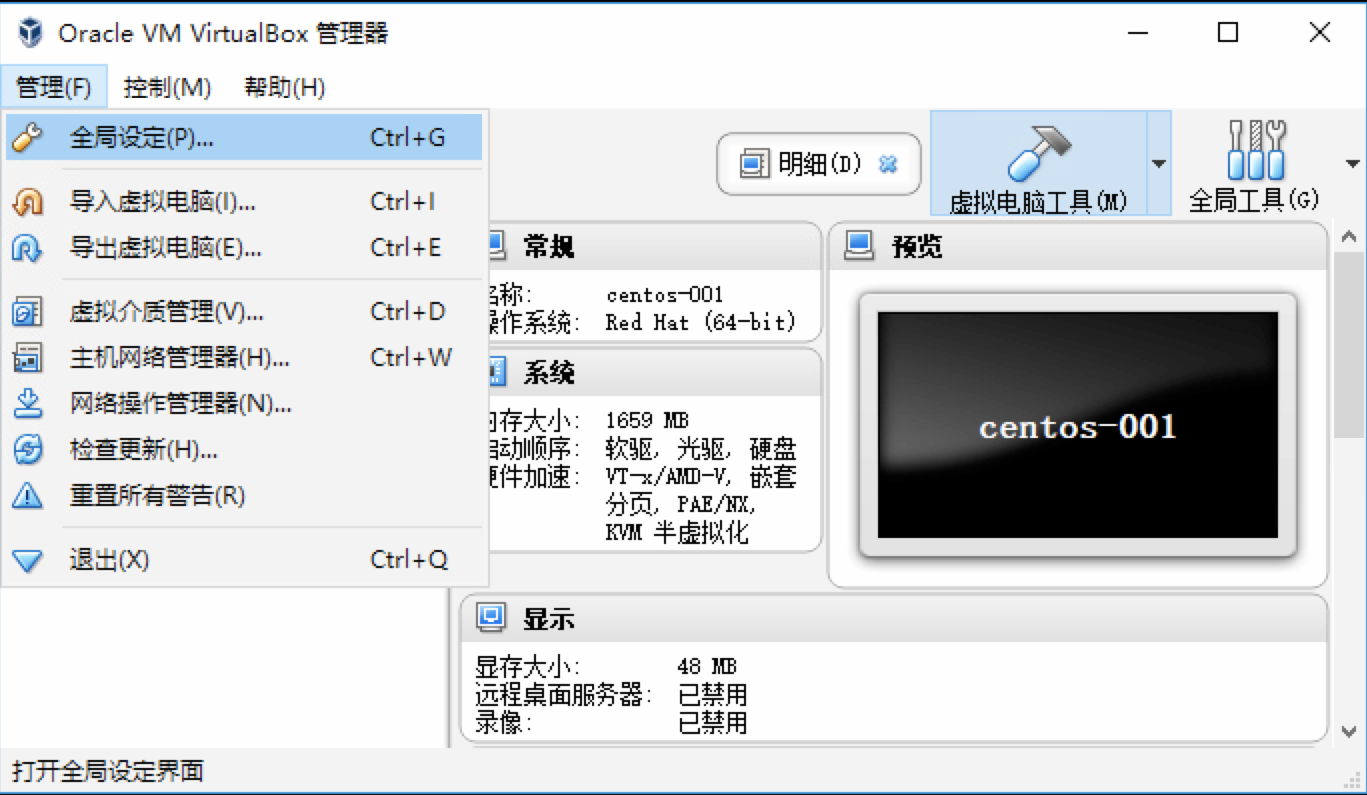 Oracle VM VirtualBox 管理器
管理(F) 控制(M) 帮助(H)
全局设定(P)... Ctrl+G
导入虚拟电脑(I)... Ctrl+I
导出虚拟电脑(E)... Ctrl+E
虚拟介质管理(V)... Ctrl+D
主机网络管理器(H)... Ctrl+W
网络操作管理器(N)...
检查更新(H)...
重置所有警告(R)
退出(X) Ctrl+Q
明细(D)
虚拟电脑工具(M)
全局工具(G)
常规
名称: centos-001
操作系统: Red Hat (64-bit)
系统
内存大小: 1659 MB
启动顺序: 软驱, 光驱, 硬盘
硬件加速: VT-x/AMD-V, 嵌套
分页, PAE/NX,
KVM 半虚拟化
预览
centos-001
显示
显存大小: 48 MB
远程桌面服务器: 已禁用
录像: 已禁用
打开全局设定界面